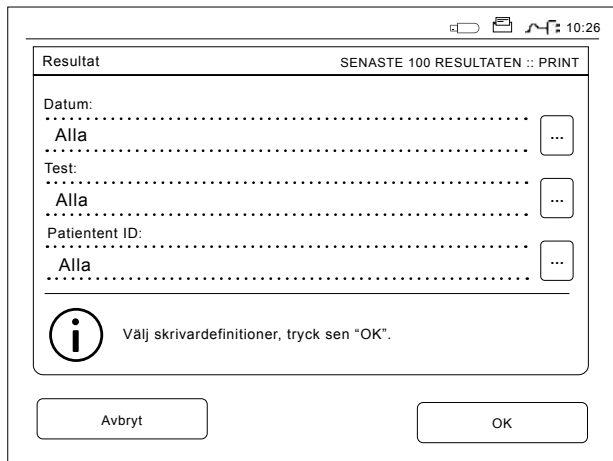 10:26
Resultat SENASTE 100 RESULTATEN :: PRINT
Datum:
Alla
...
Test:
Alla
...
Patientent ID:
Alla
...
Välj skrivardefinitioner, tryck sen “OK”.
Avbryt OK